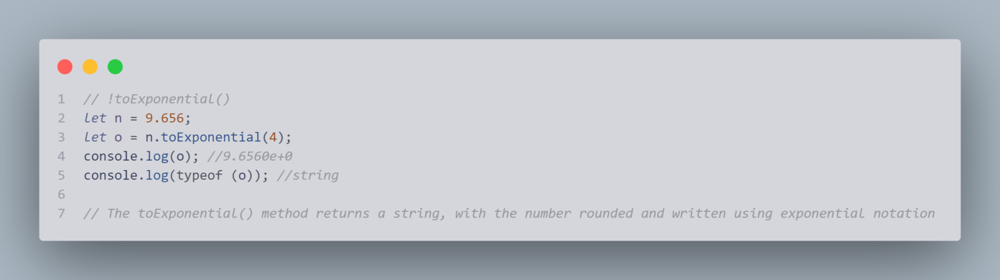 1 // !toExponential()
2 let n = 9.656;
3 let o = n.toExponential(4);
4 console.log(o); //9.6560e+0
5 console.log(typeof (o)); //string
6
7 // The toExponential() method returns a string, with the number rounded and written using exponential notation